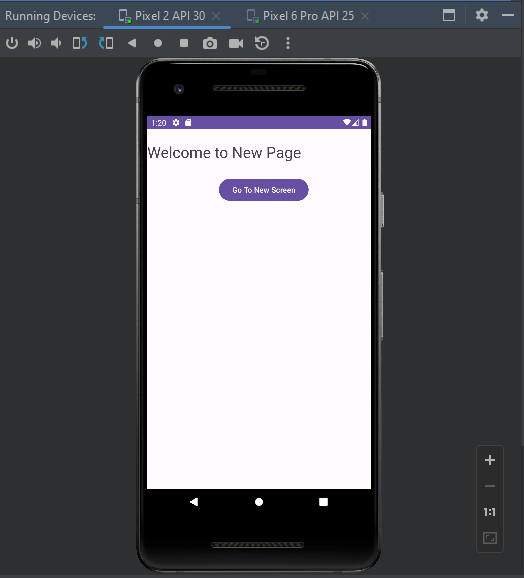 Running Devices: Pixel 2 API 30 Pixel 6 Pro API 25
1:20
Welcome to New Page
Go To New Screen
1:1